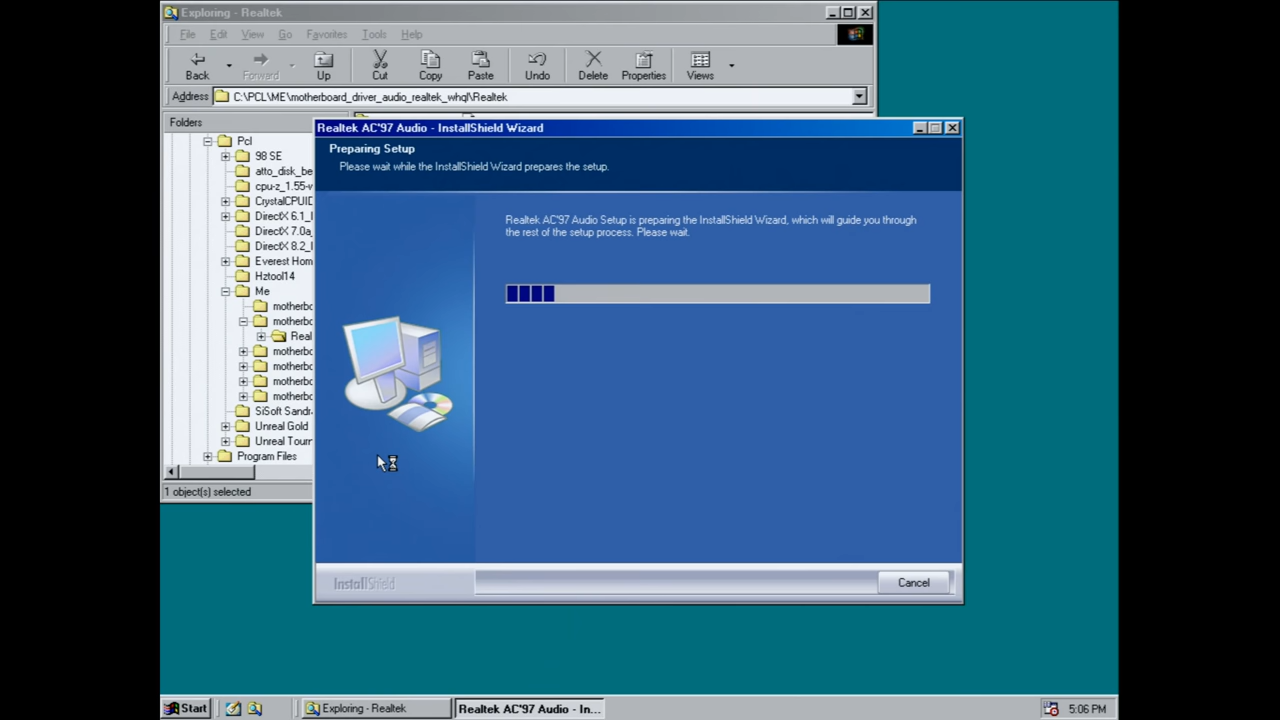 Exploring - Realtek
File Edit View Go Favorites Tools Help
Back Forward Up Cut Copy Paste Undo Delete Properties Views
Address C:\PCL\ME\motherboard_driver_audio_realtek_whql\Realtek
Folders
Pcl
98 SE
atto_disk_be
cpu-z_1.55-v
CrystalCPUID
DirectX 6.1_
DirectX 7.0a_
DirectX 8.2_
Everest Hom
Hztool14
Me
motherbo
motherbo
Real
motherbo
motherbo
motherbo
motherbo
SiSoft Sandr
Unreal Gold
Unreal Tourn
Program Files
1 object(s) selected
Realtek AC'97 Audio - InstallShield Wizard
Preparing Setup
Please wait while the InstallShield Wizard prepares the setup.
Realtek AC'97 Audio Setup is preparing the InstallShield Wizard, which will guide you through
the rest of the setup process. Please wait.
InstallShield
Cancel
Start Exploring - Realtek Realtek AC'97 Audio - In... 5:06 PM